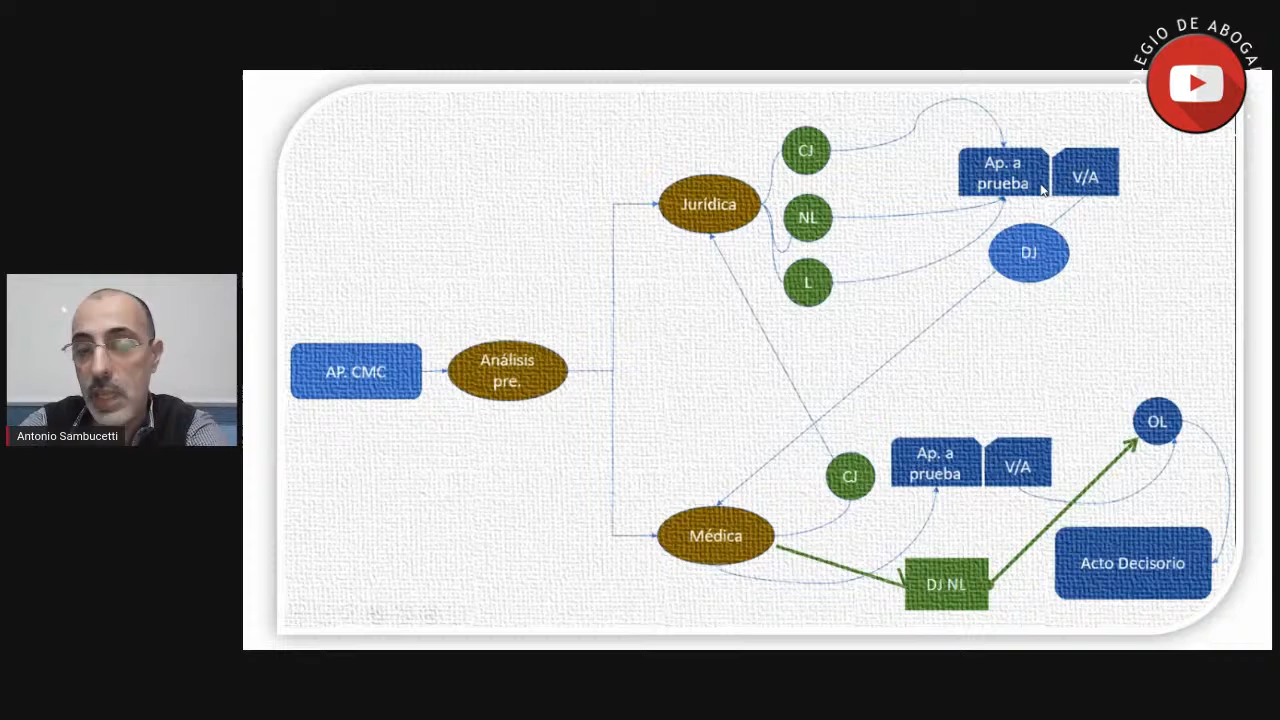 EGIO DE ABOGA
CJ
Ap. a
prueba
V/A
Jurídica
NL
DJ
L
AP. CMC
Análisis
pre.
OL
CJ
Ap. a
prueba
V/A
Médica
Acto Decisorio
DJ NL
Antonio Sambucetti